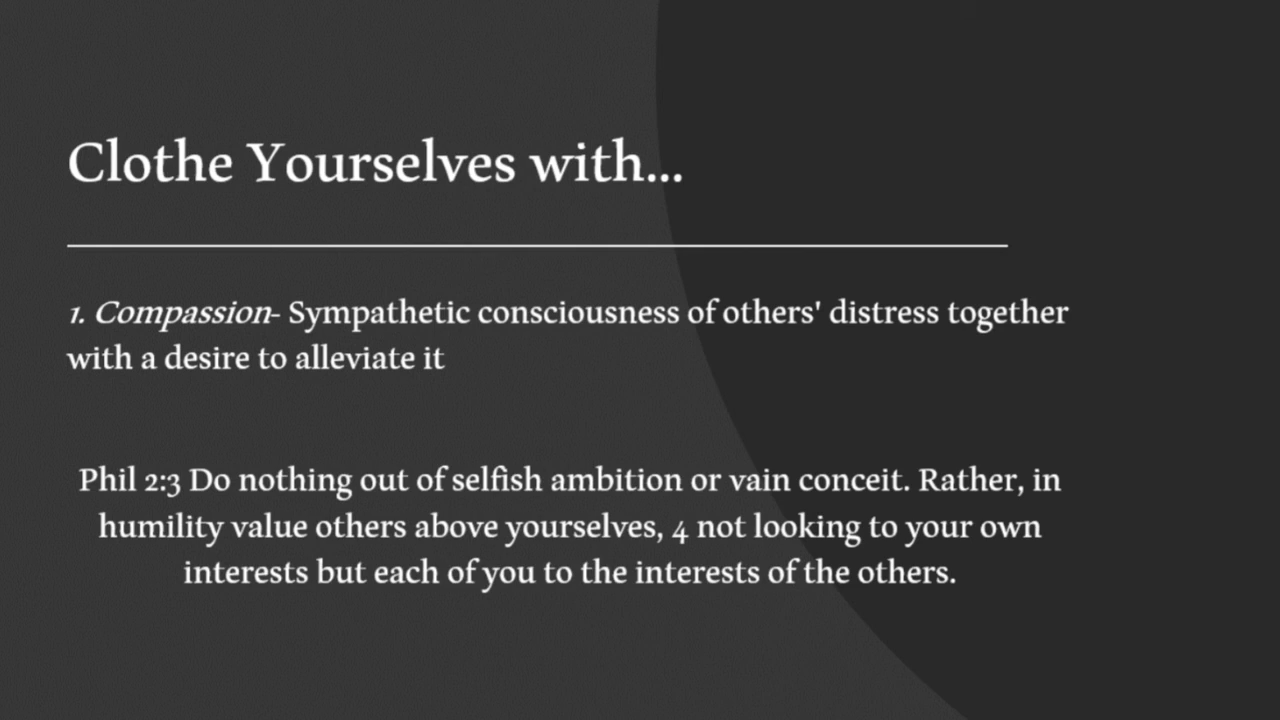 Clothe Yourselves with...
1. Compassion- Sympathetic consciousness of others' distress together
with a desire to alleviate it
Phil 2:3 Do nothing out of selfish ambition or vain conceit. Rather, in
humility value others above yourselves, 4 not looking to your own
interests but each of you to the interests of the others.